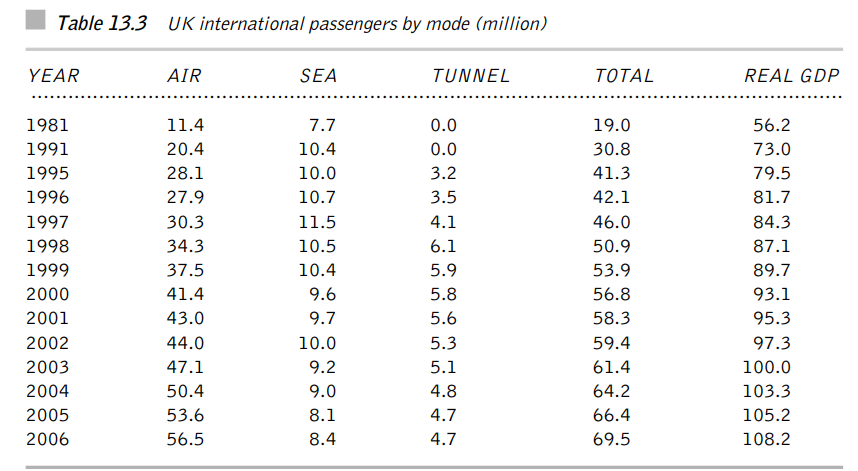 Table 13.3 UK international passengers by mode (million)
YEAR AIR SEA TUNNEL TOTAL REAL GDP
1981 11.4 7.7 0.0 19.0 56.2
1991 20.4 10.4 0.0 30.8 73.0
1995 28.1 10.0 3.2 41.3 79.5
1996 27.9 10.7 3.5 42.1 81.7
1997 30.3 11.5 4.1 46.0 84.3
1998 34.3 10.5 6.1 50.9 87.1
1999 37.5 10.4 5.9 53.9 89.7
2000 41.4 9.6 5.8 56.8 93.1
2001 43.0 9.7 5.6 58.3 95.3
2002 44.0 10.0 5.3 59.4 97.3
2003 47.1 9.2 5.1 61.4 100.0
2004 50.4 9.0 4.8 64.2 103.3
2005 53.6 8.1 4.7 66.4 105.2
2006 56.5 8.4 4.7 69.5 108.2